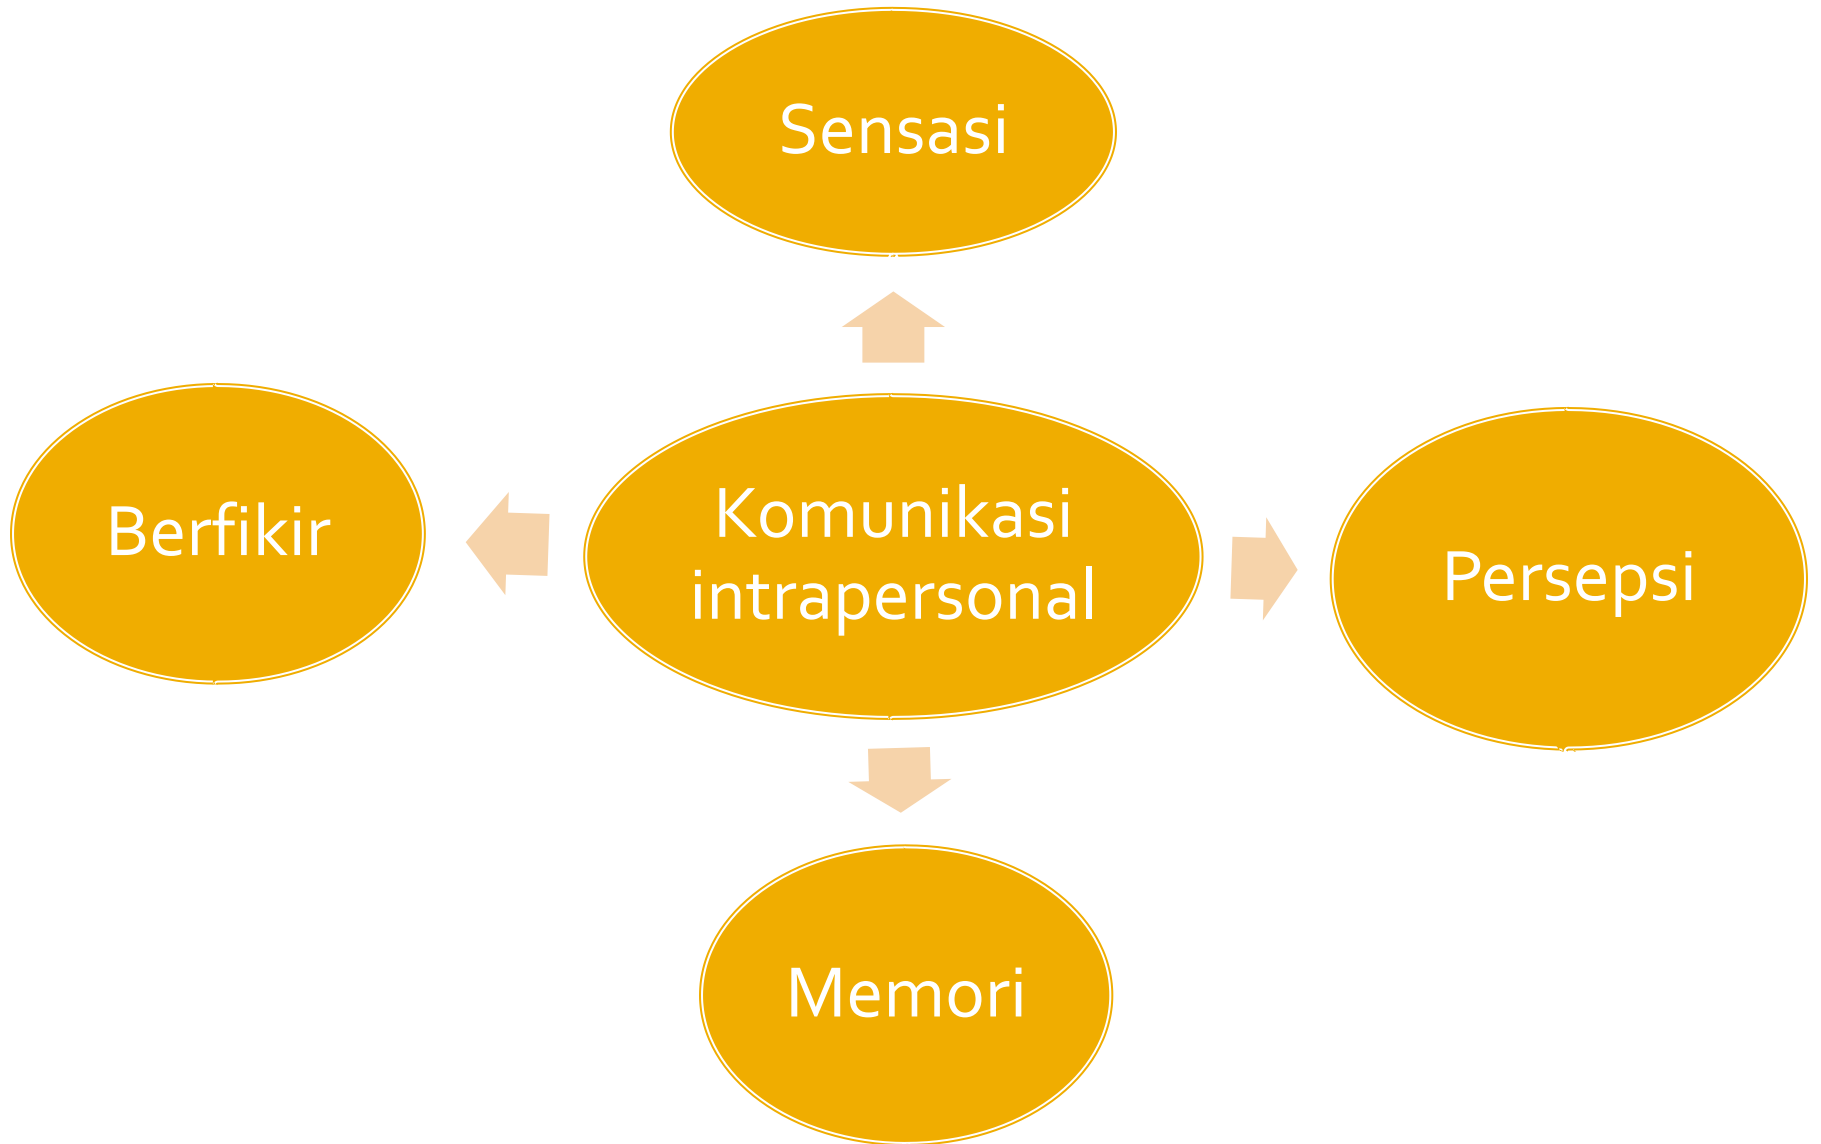 Sensasi
Berfikir
Komunikasi
intrapersonal
Persepsi
Memori